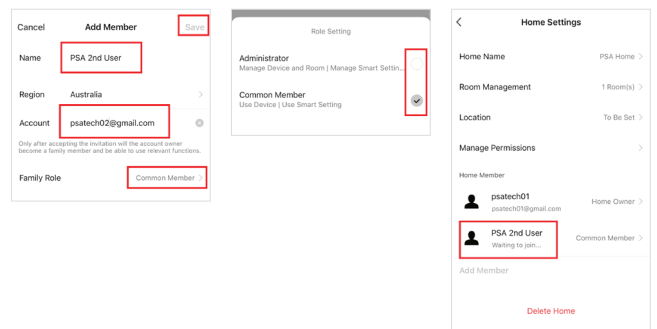 Cancel Add Member Save
Name PSA 2nd User
Region Australia
Account psatech02@gmail.com
Only after accepting the invitation will the account owner
become a family member and be able to use relevant functions.
Family Role Common Member
Role Setting
Administrator
Manage Device and Room | Manage Smart Settin...
Common Member
Use Device | Use Smart Setting
Home Settings
Home Name PSA Home
Room Management 1 Room(s)
Location To Be Set
Manage Permissions
Home Member
psatech01
psatech01@gmail.com
Home Owner
PSA 2nd User
Waiting to join...
Common Member
Add Member
Delete Home